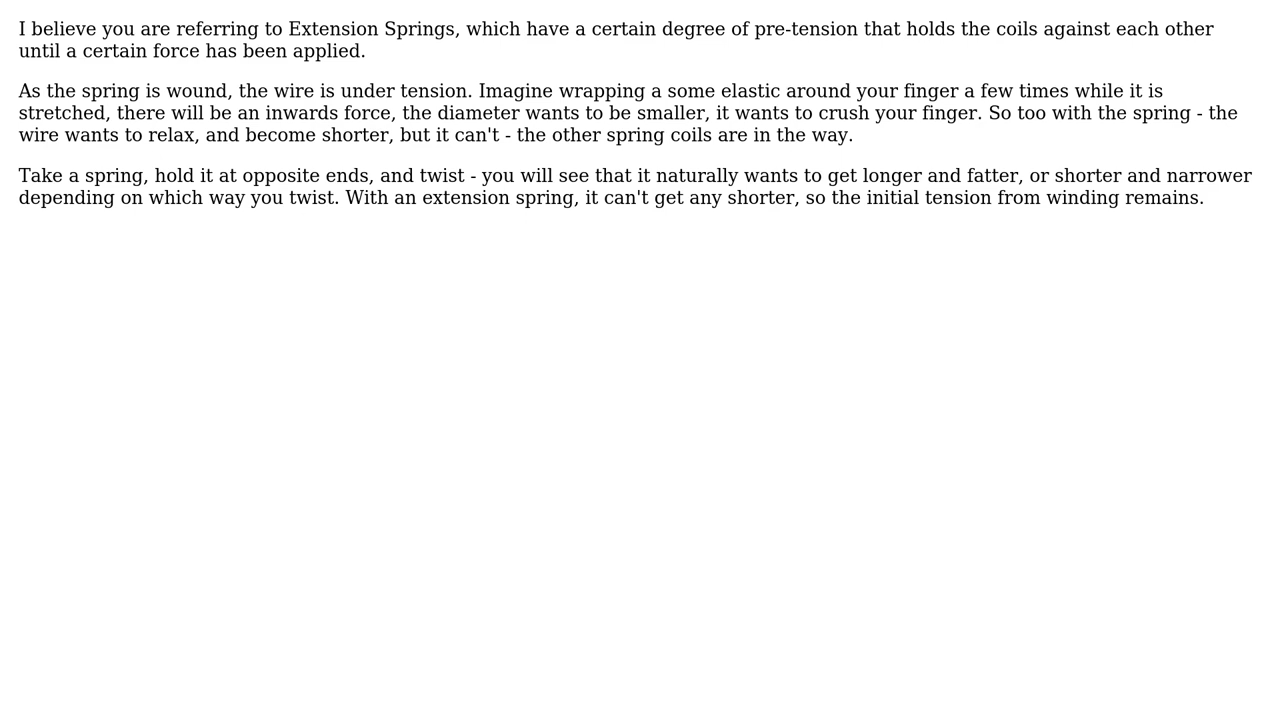 I believe you are referring to Extension Springs, which have a certain degree of pre-tension that holds the coils against each other
until a certain force has been applied.
As the spring is wound, the wire is under tension. Imagine wrapping a some elastic around your finger a few times while it is
stretched, there will be an inwards force, the diameter wants to be smaller, it wants to crush your finger. So too with the spring - the
wire wants to relax, and become shorter, but it can't - the other spring coils are in the way.
Take a spring, hold it at opposite ends, and twist - you will see that it naturally wants to get longer and fatter, or shorter and narrower
depending on which way you twist. With an extension spring, it can't get any shorter, so the initial tension from winding remains.